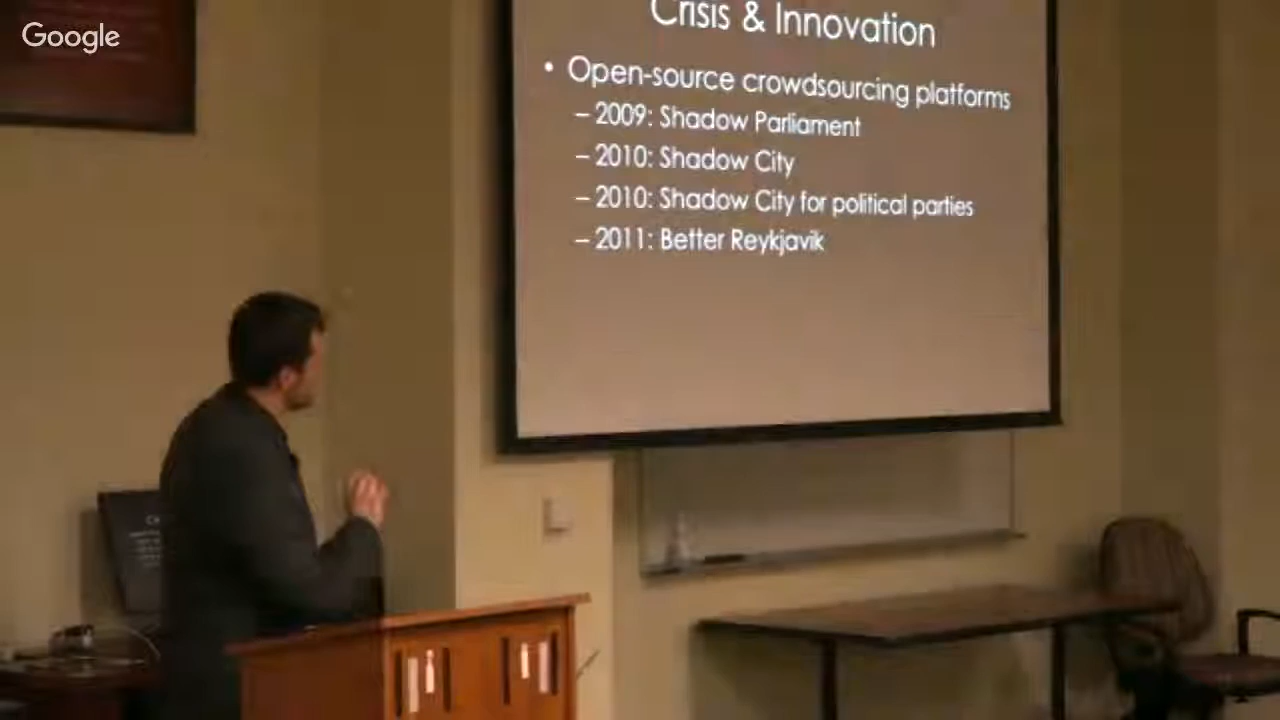 Google
Crisis & Innovation
• Open-source crowdsourcing platforms
– 2009: Shadow Parliament
– 2010: Shadow City
– 2010: Shadow City for political parties
– 2011: Better Reykjavik